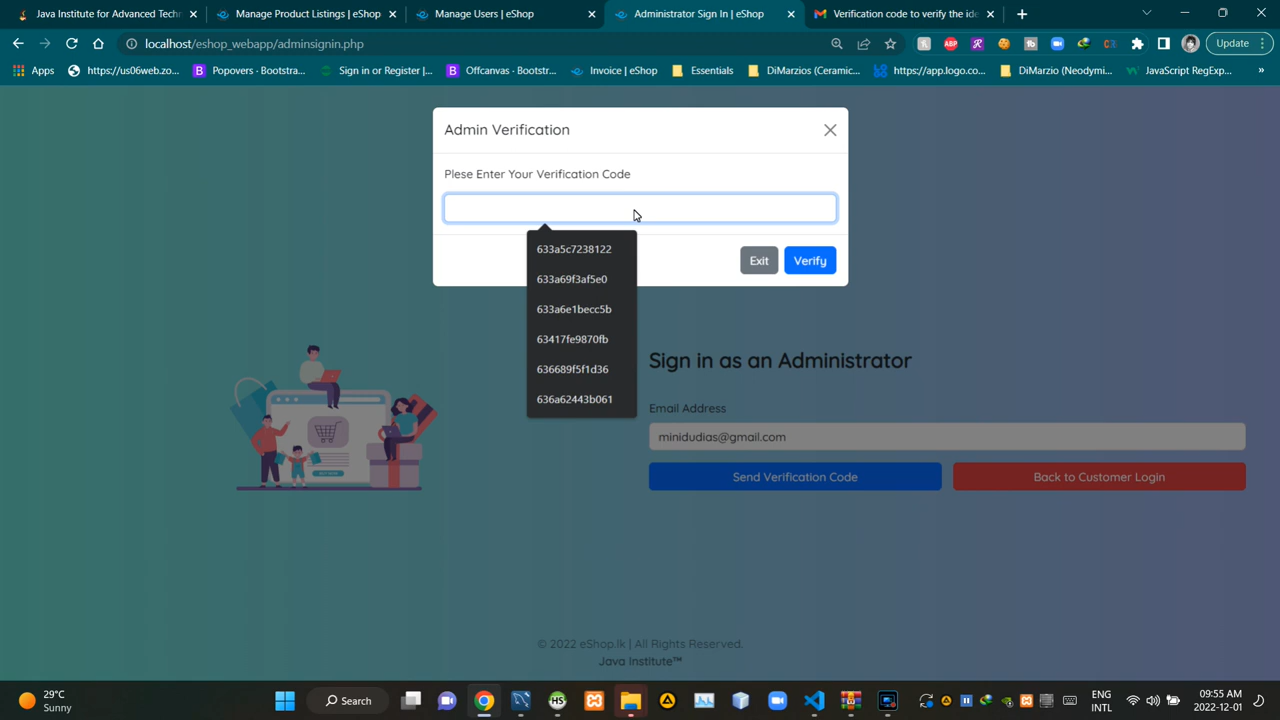 Java Institute for Advanced Techn
Manage Product Listings | eShop
Manage Users | eShop
Administrator Sign In | eShop
Verification code to verify the ide
localhost/eshop_webapp/adminsignin.php
Update
Apps
https://us06web.zo...
Popovers · Bootstra...
Sign in or Register |...
Offcanvas · Bootstr...
Invoice | eShop
Essentials
DiMarzios (Ceramic...
https://app.logo.co...
DiMarzio (Neodymi...
JavaScript RegExp...
»
Admin Verification
Plese Enter Your Verification Code
633a5c7238122
633a69f3af5e0
633a6e1becc5b
63417fe9870fb
636689f5f1d36
636a62443b061
Exit
Verify
Sign in as an Administrator
Email Address
minidudias@gmail.com
Send Verification Code
Back to Customer Login
© 2022 eShop.lk | All Rights Reserved.
Java Institute™
29°C
Sunny
Search
ENG
INTL
09:55 AM
2022-12-01